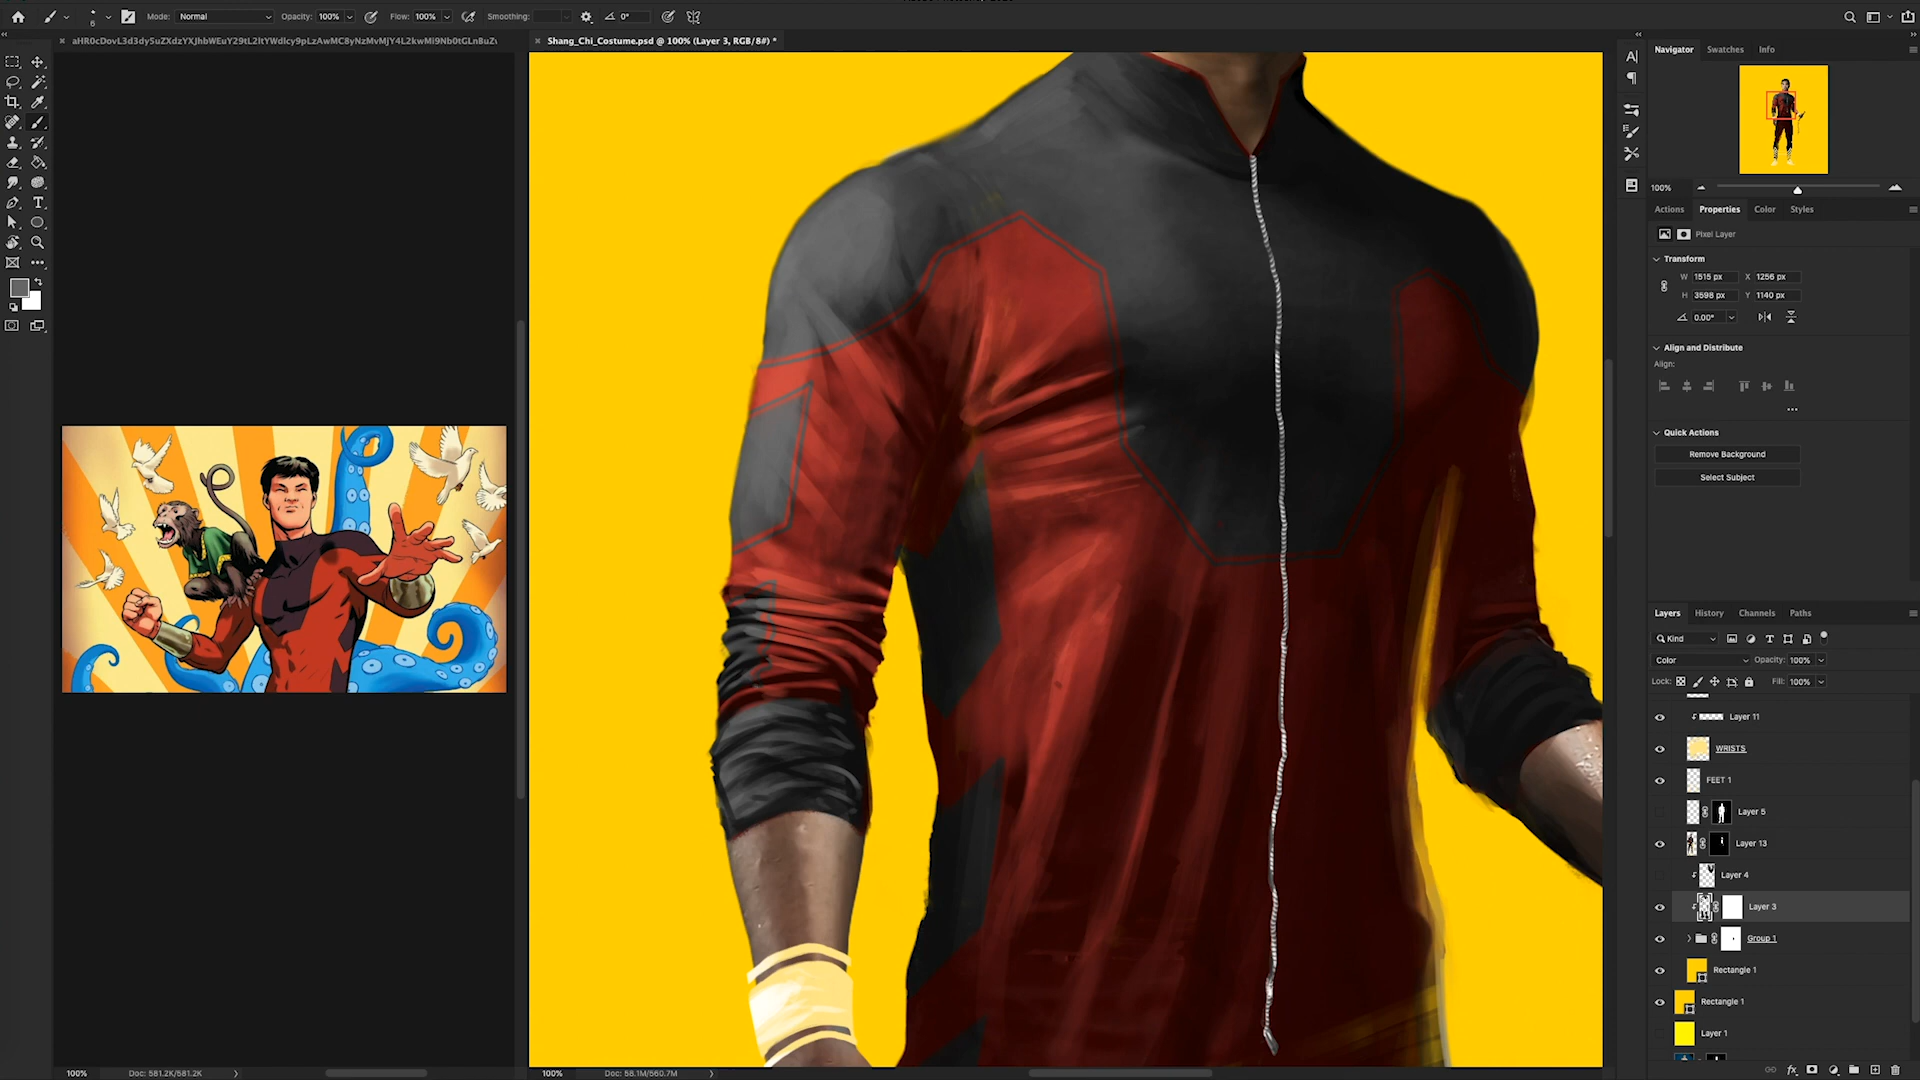 6
Mode: Normal
Opacity: 100%
Flow: 100%
Smoothing:
0°
Shang_Chi_Costume.psd @ 100% (Layer 3, RGB/8#) *
Navigator Swatches Info
100%
Actions Properties Color Styles
Pixel Layer
Transform
W 1515 px X 1256 px
H 3598 px Y 1140 px
0.00°
Align and Distribute
Align:
Quick Actions
Remove Background
Select Subject
Layers History Channels Paths
Kind
Color Opacity: 100%
Lock: Fill: 100%
Layer 11
WRISTS
FEET 1
Layer 5
Layer 13
Layer 4
Layer 3
Group 1
Rectangle 1
Rectangle 1
Layer 1
100% Doc: 581.2K/581.2K
100% Doc: 58.1M/560.7M